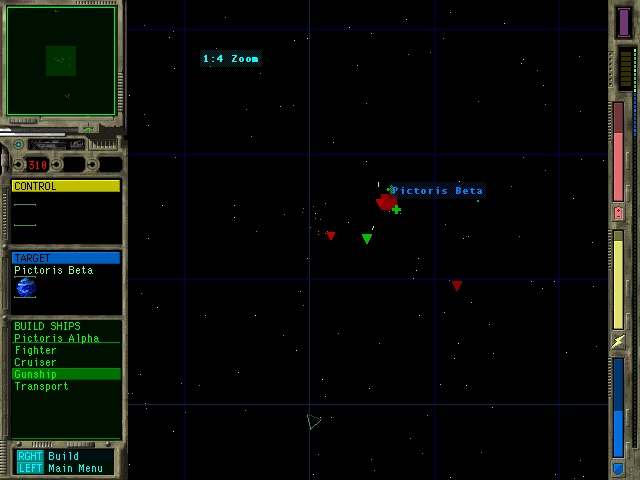 1:4 Zoom
310
CONTROL
Pictoris Beta
TARGET
Pictoris Beta
BUILD SHIPS
Pictoris Alpha
Fighter
Cruiser
Gunship
Transport
RGHT Build
LEFT Main Menu